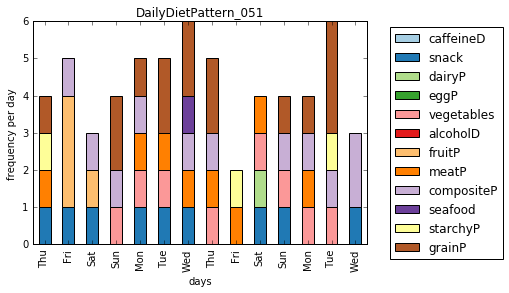 DailyDietPattern_051
frequency per day
6
5
4
3
2
1
0
Thu Fri Sat Sun Mon Tue Wed Thu Fri Sat Sun Mon Tue Wed
days
caffeineD
snack
dairyP
eggP
vegetables
alcoholD
fruitP
meatP
compositeP
seafood
starchyP
grainP